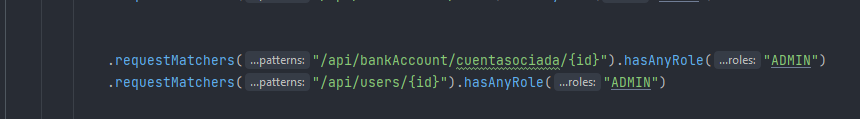 .requestMatchers( ...patterns: "/api/bankAccount/cuentasociada/{id}").hasAnyRole( ...roles: "ADMIN")
.requestMatchers( ...patterns: "/api/users/{id}").hasAnyRole( ...roles: "ADMIN")